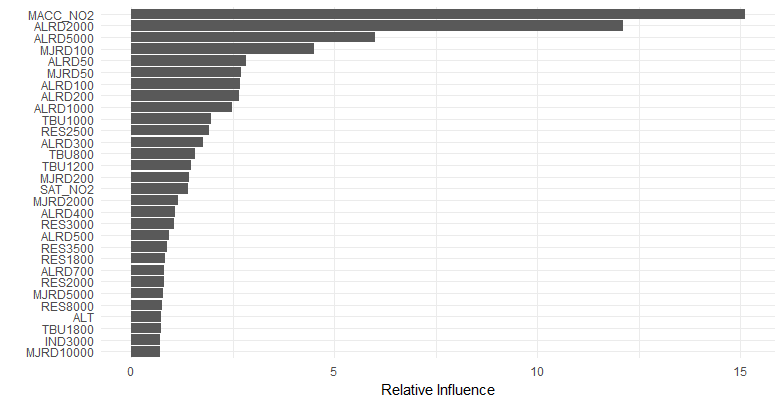 MACC_NO2
ALRD2000
ALRD5000
MJRD100
ALRD50
MJRD50
ALRD100
ALRD200
ALRD1000
TBU1000
RES2500
ALRD300
TBU800
TBU1200
MJRD200
SAT_NO2
MJRD2000
ALRD400
RES3000
ALRD500
RES3500
RES1800
ALRD700
RES2000
MJRD5000
RES8000
ALT
TBU1800
IND3000
MJRD10000
0 5 10 15
Relative Influence